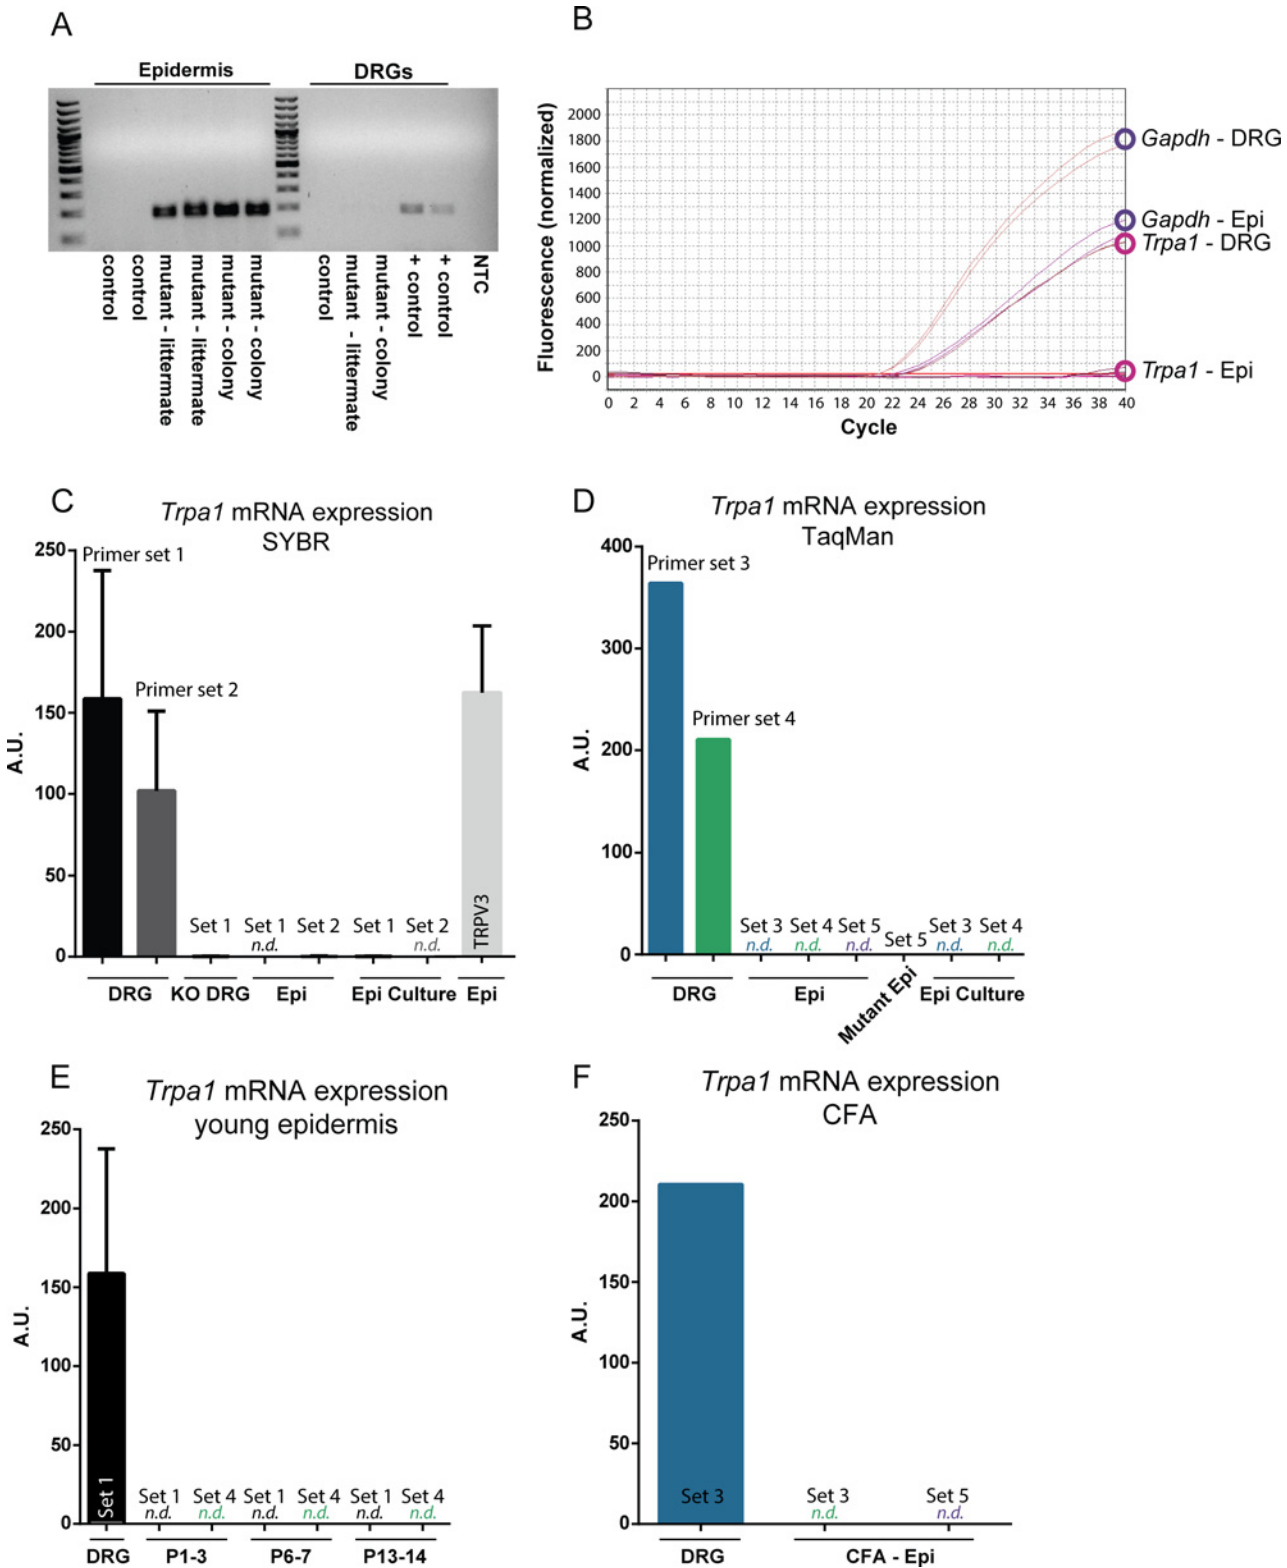 A
Epidermis
DRGs
control
control
mutant - littermate
mutant - littermate
mutant - colony
mutant - colony
control
mutant - littermate
mutant - colony
+ control
+ control
NTC
B
Fluorescence (normalized)
2000
1800
1600
1400
1200
1000
800
600
400
200
0
0 2 4 6 8 10 12 14 16 18 20 22 24 26 28 30 32 34 36 38 40
Cycle
Gapdh - DRG
Gapdh - Epi
Trpa1 - DRG
Trpa1 - Epi
C
Trpa1 mRNA expression
SYBR
A.U.
250
200
150
100
50
0
Primer set 1
Primer set 2
Set 1
Set 1
n.d.
Set 2
Set 1
Set 2
n.d.
TRPV3
DRG
KO DRG
Epi
Epi Culture
Epi
D
Trpa1 mRNA expression
TaqMan
A.U.
400
300
200
100
0
Primer set 3
Primer set 4
Set 3
n.d.
Set 4
n.d.
Set 5
n.d.
Set 5
Set 3
n.d.
Set 4
n.d.
DRG
Epi
Mutant Epi
Epi Culture
E
Trpa1 mRNA expression
young epidermis
A.U.
250
200
150
100
50
0
Set 1
Set 1
n.d.
Set 4
n.d.
Set 1
n.d.
Set 4
n.d.
Set 1
n.d.
Set 4
n.d.
DRG
P1-3
P6-7
P13-14
F
Trpa1 mRNA expression
CFA
A.U.
250
200
150
100
50
0
Set 3
Set 3
n.d.
Set 5
n.d.
DRG
CFA - Epi